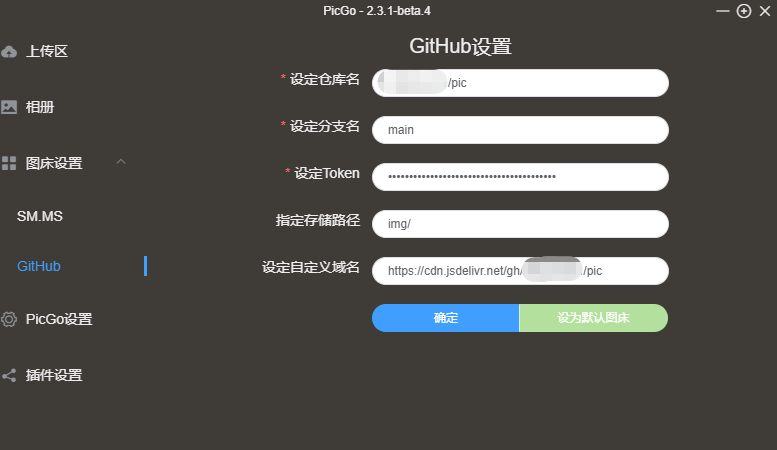 PicGo - 2.3.1-beta.4
上传区
相册
图床设置
SM.MS
GitHub
PicGo设置
插件设置
GitHub设置
* 设定仓库名 /pic
* 设定分支名 main
* 设定Token ••••••••••••••••••••••••••••••••••••••••
指定存储路径 img/
设定自定义域名 https://cdn.jsdelivr.net/gh/ /pic
确定 设为默认图床